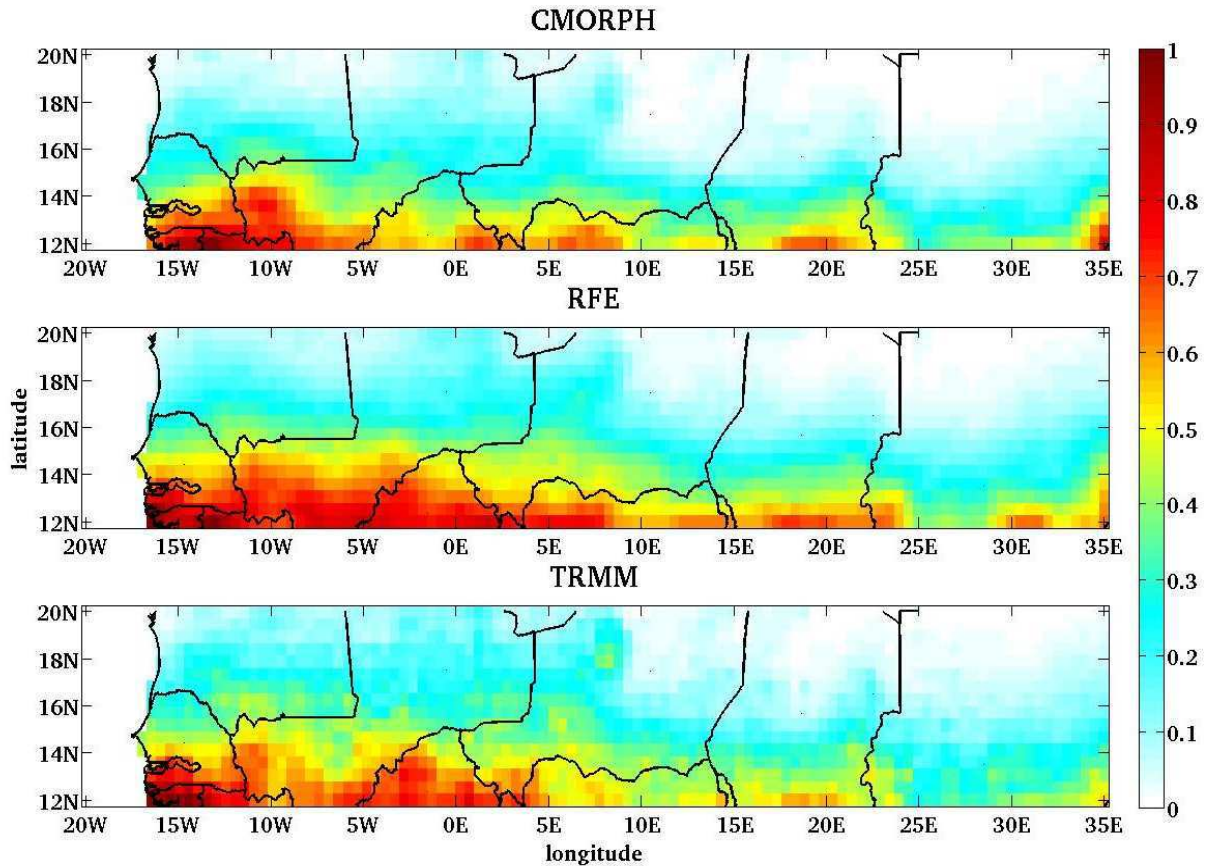 CMORPH
20N
18N
16N
14N
12N
20W 15W 10W 5W 0E 5E 10E 15E 20E 25E 30E 35E
RFE
20N
18N
16N
14N
12N
latitude
20W 15W 10W 5W 0E 5E 10E 15E 20E 25E 30E 35E
TRMM
20N
18N
16N
14N
12N
20W 15W 10W 5W 0E 5E 10E 15E 20E 25E 30E 35E
longitude
1
0.9
0.8
0.7
0.6
0.5
0.4
0.3
0.2
0.1
0